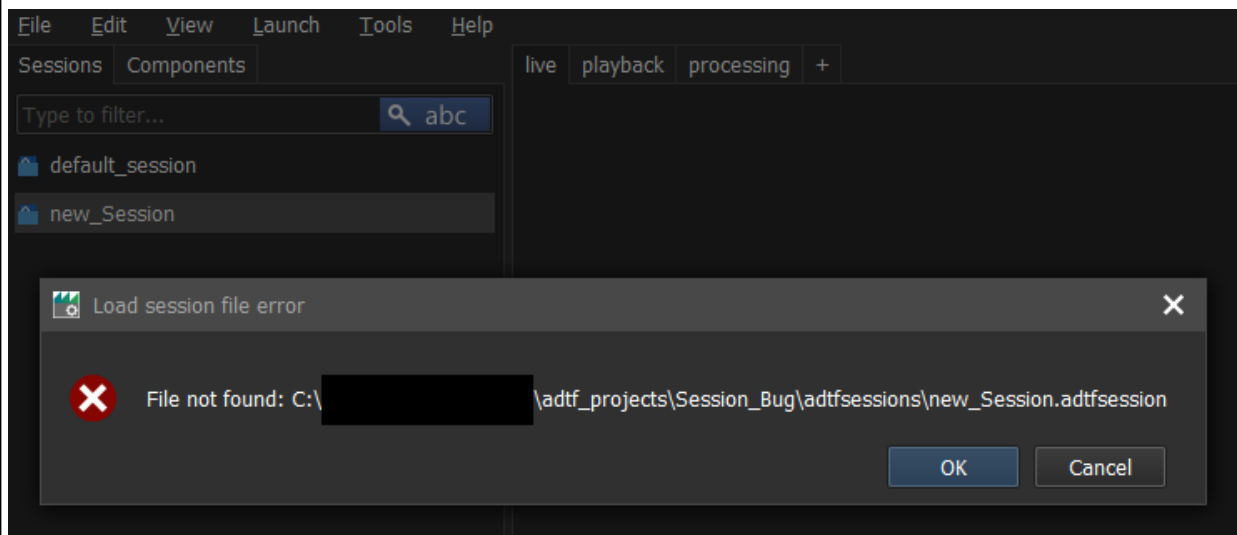 File Edit View Launch Tools Help
Sessions Components live playback processing +
Type to filter... abc
default_session
new_Session
Load session file error
File not found: C:\ \adtf_projects\Session_Bug\adtfsessions\new_Session.adtfsession
OK Cancel